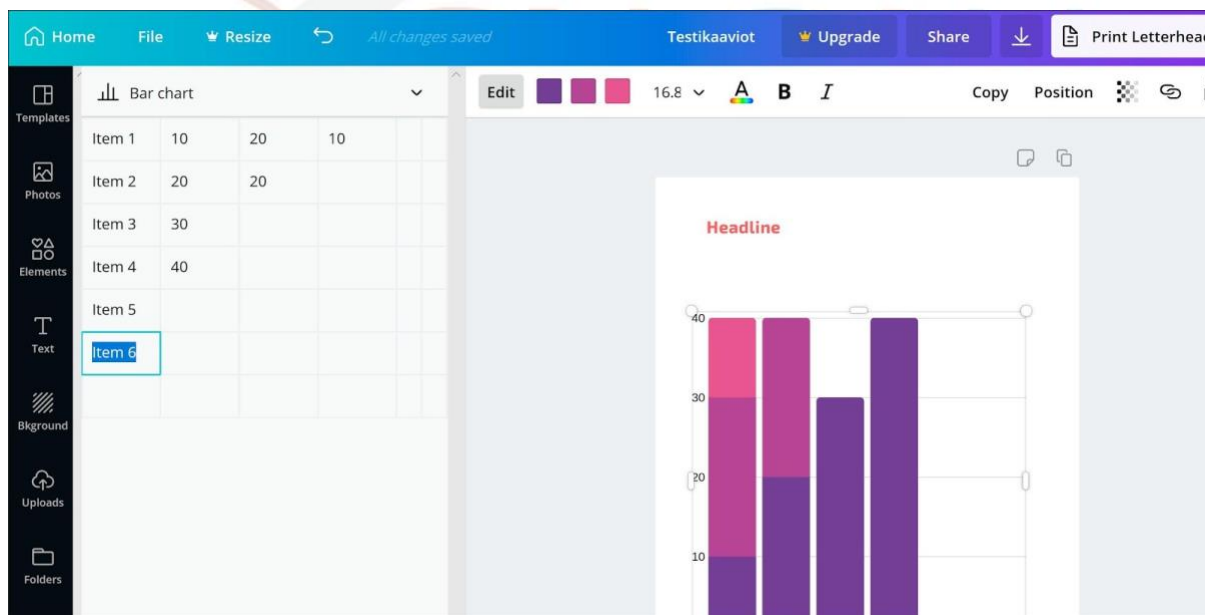 Home File Resize All changes saved Testikaaviot Upgrade Share Print Letterhead
Templates
Photos
Elements
Text
Bkground
Uploads
Folders
Bar chart
Item 1 10 20 10
Item 2 20 20
Item 3 30
Item 4 40
Item 5
Item 6
Edit 16.8 A B I Copy Position
Headline
40
30
20
10